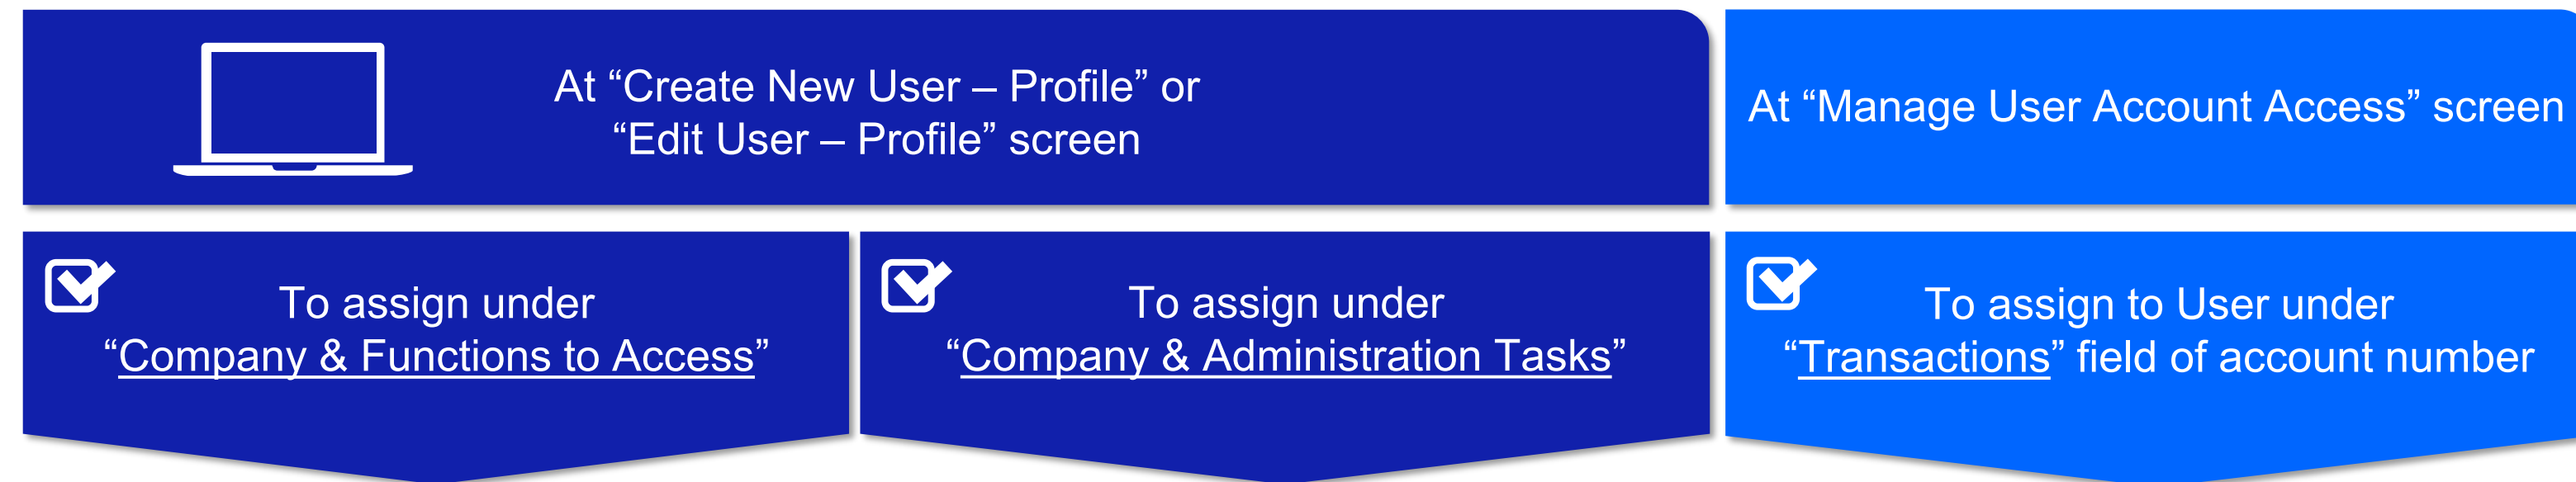 At “Create New User – Profile” or
“Edit User – Profile” screen
At “Manage User Account Access” screen
To assign under
“Company & Functions to Access”
To assign under
“Company & Administration Tasks”
To assign to User under
“Transactions” field of account number